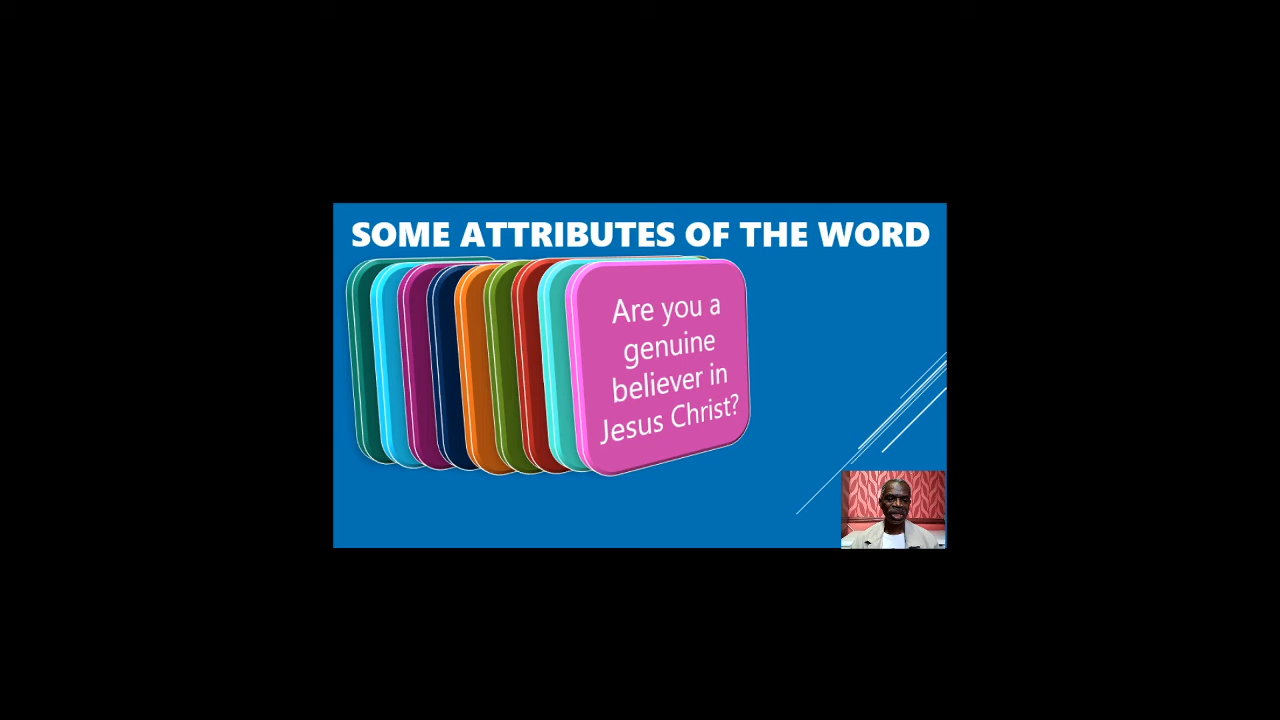 SOME ATTRIBUTES OF THE WORD
Are you a
genuine
believer in
Jesus Christ?